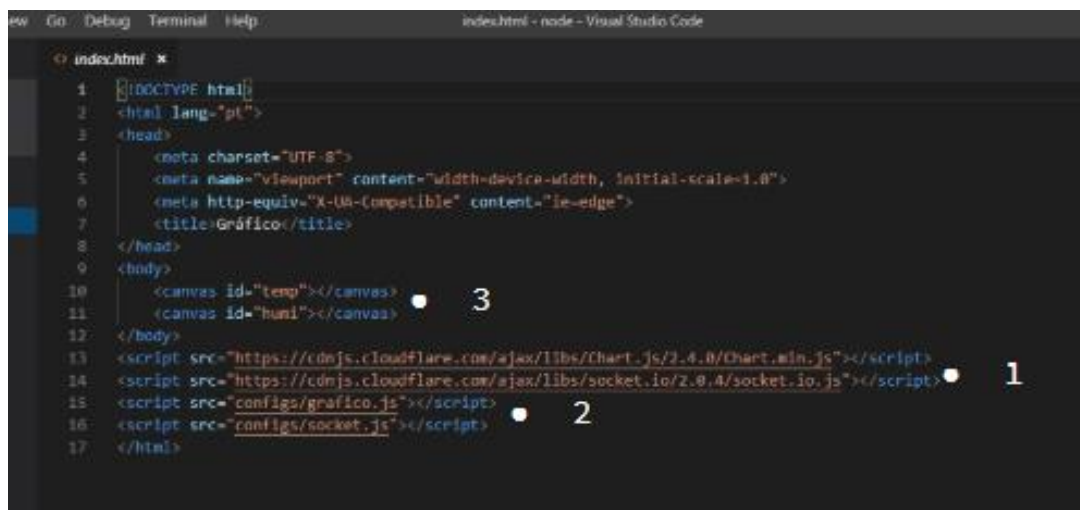 ew Go Debug Terminal Help index.html - node - Visual Studio Code
<> index.html ×
1 <!DOCTYPE html>
2 <html lang="pt">
3 <head>
4 <meta charset="UTF-8">
5 <meta name="viewport" content="width=device-width, initial-scale=1.0">
6 <meta http-equiv="X-UA-Compatible" content="ie=edge">
7 <title>Gráfico</title>
8 </head>
9 <body>
10 <canvas id="temp"></canvas>
11 <canvas id="humi"></canvas>
3
12 </body>
13 <script src="https://cdnjs.cloudflare.com/ajax/libs/Chart.js/2.4.0/Chart.min.js"></script>
14 <script src="https://cdnjs.cloudflare.com/ajax/libs/socket.io/2.0.4/socket.io.js"></script>
1
15 <script src="configs/grafico.js"></script>
16 <script src="configs/socket.js"></script>
2
17 </html>